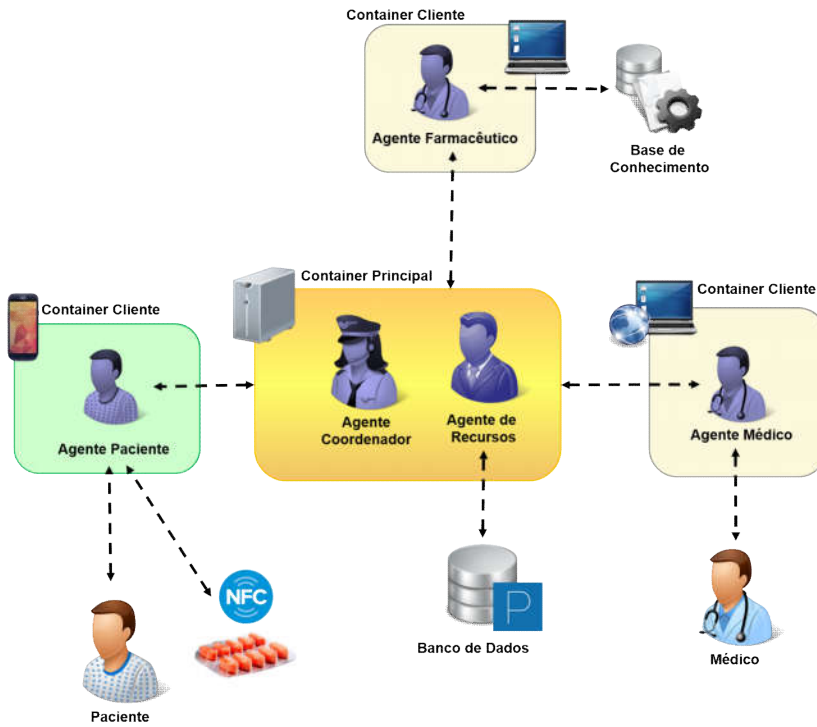 Container Cliente
Agente Farmacêutico
Base de
Conhecimento
Container Principal
Container Cliente
Container Cliente
Agente
Coordenador
Agente de
Recursos
Agente Paciente
Agente Médico
NFC
P
Banco de Dados
Médico
Paciente